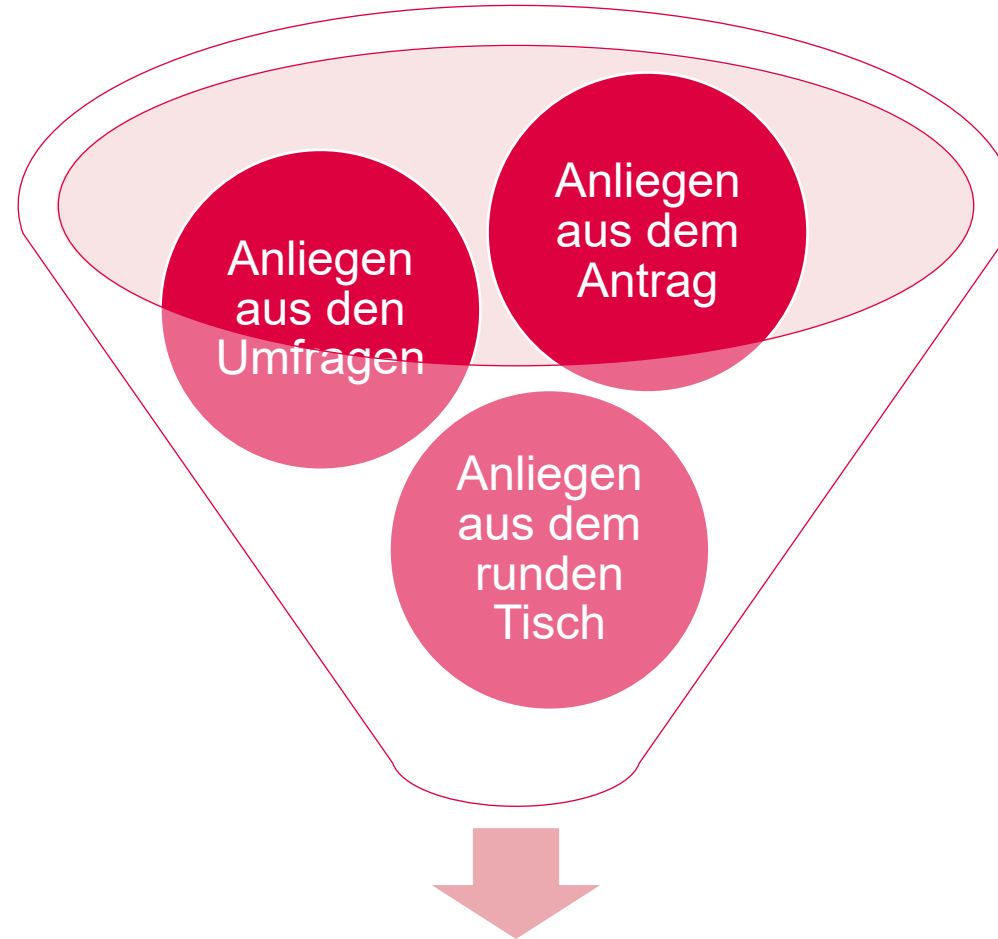 Anliegen
aus den
Umfragen
Anliegen
aus dem
Antrag
Anliegen
aus dem
runden
Tisch